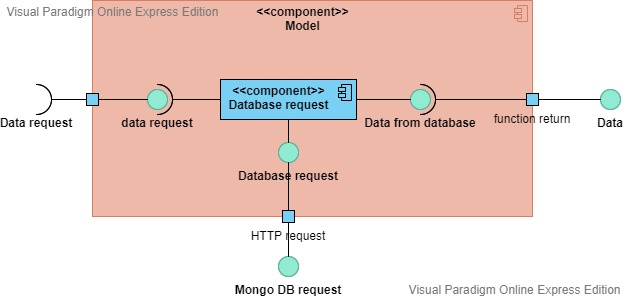 Visual Paradigm Online Express Edition
<<component>>
Model
<<component>>
Database request
Data request
data request
Data from database
function return
Data
Database request
HTTP request
Mongo DB request
Visual Paradigm Online Express Edition